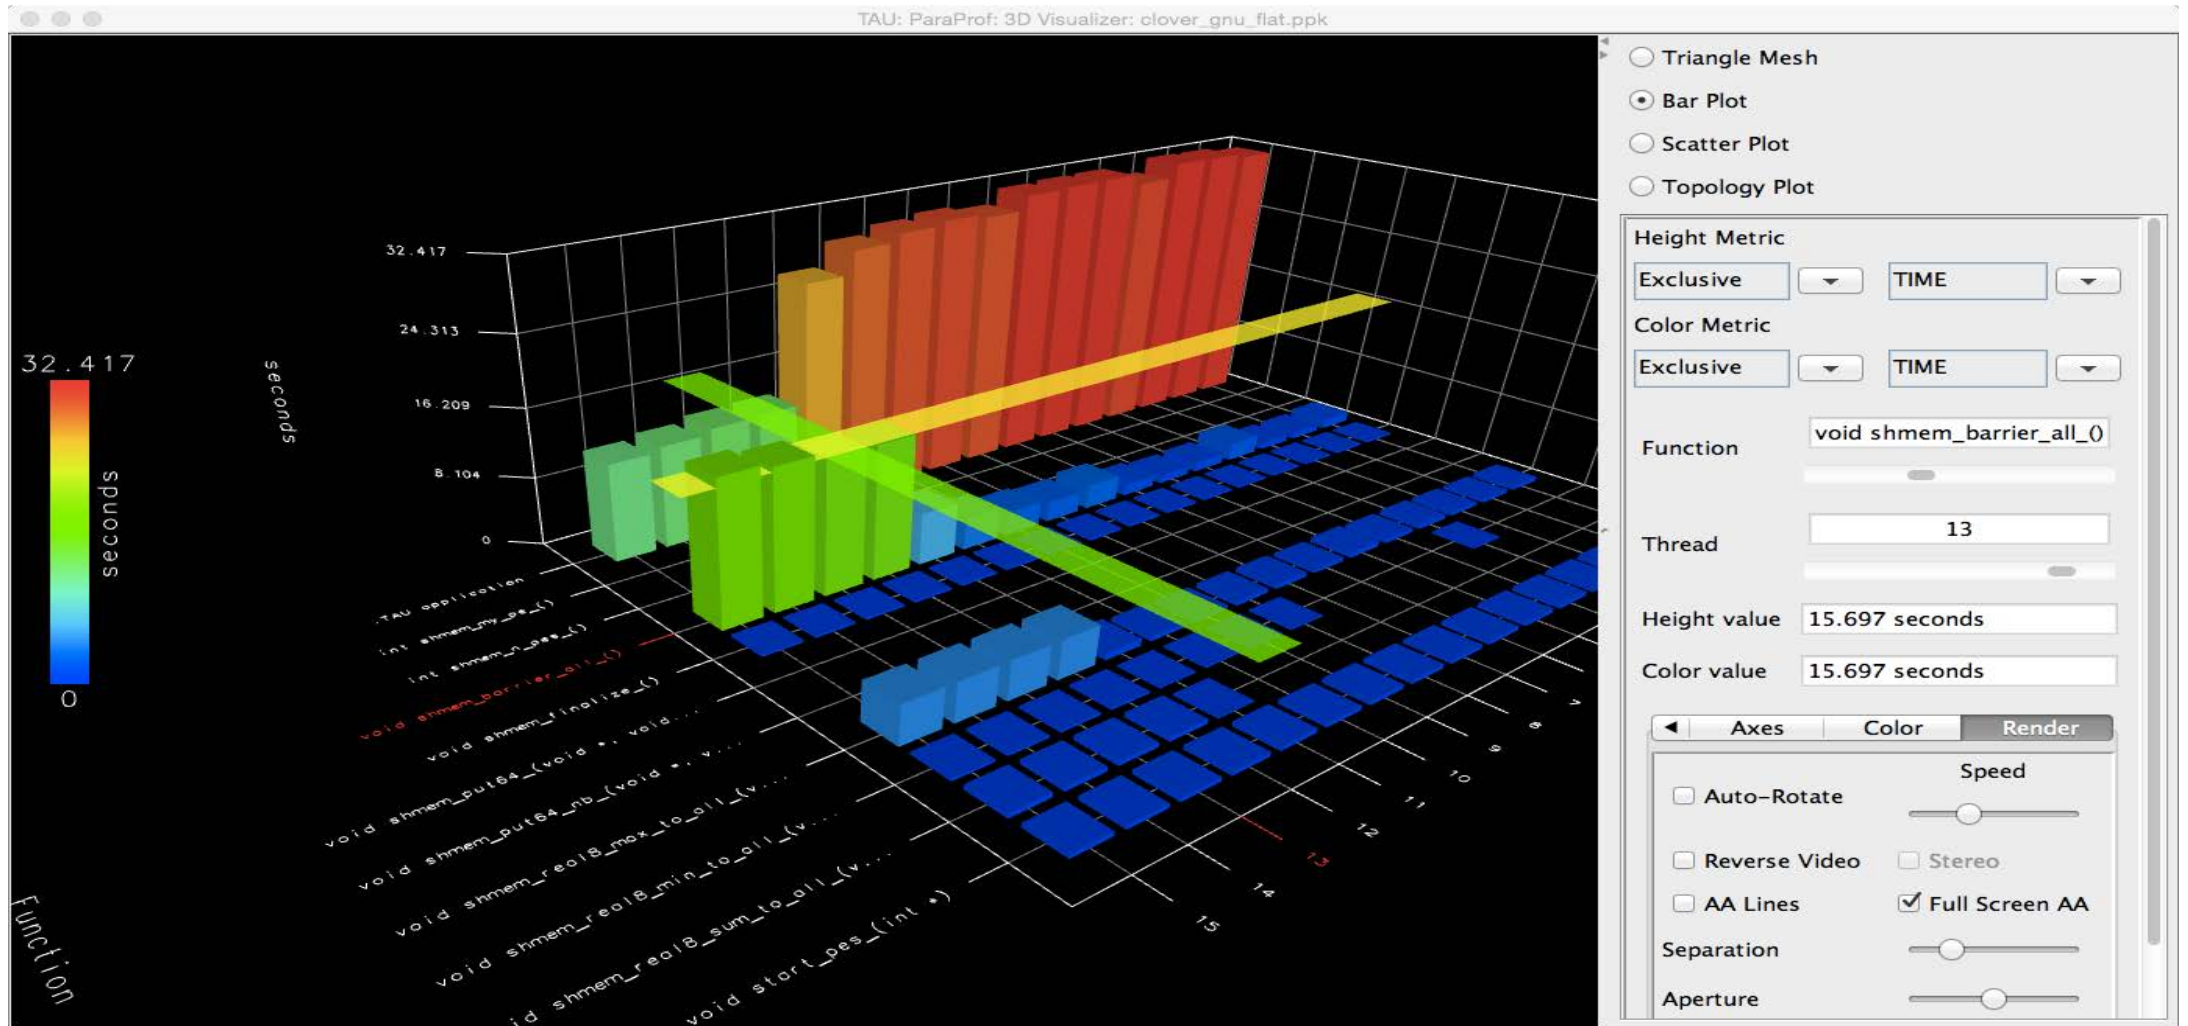 TAU: ParaProf: 3D Visualizer: clover_gnu_flat.ppk
32.417
24.313
16.209
8.104
0
seconds
32.417
seconds
0
.TAU application
int shmem_my_pe_()
int shmem_n_pes_()
void shmem_barrier_all_()
void shmem_finalize_()
void shmem_put64_(void *, void...
void shmem_put64_nb_(void *, v...
void shmem_real8_max_to_all_(v...
void shmem_real8_min_to_all_(v...
id shmem_real8_sum_to_all_(v...
void start_pes_(int *)
Function
7
8
9
10
11
12
13
14
15
Triangle Mesh
Bar Plot
Scatter Plot
Topology Plot
Height Metric
Exclusive TIME
Color Metric
Exclusive TIME
Function void shmem_barrier_all_()
Thread 13
Height value 15.697 seconds
Color value 15.697 seconds
Axes Color Render
Speed
Auto-Rotate
Reverse Video Stereo
AA Lines Full Screen AA
Separation
Aperture